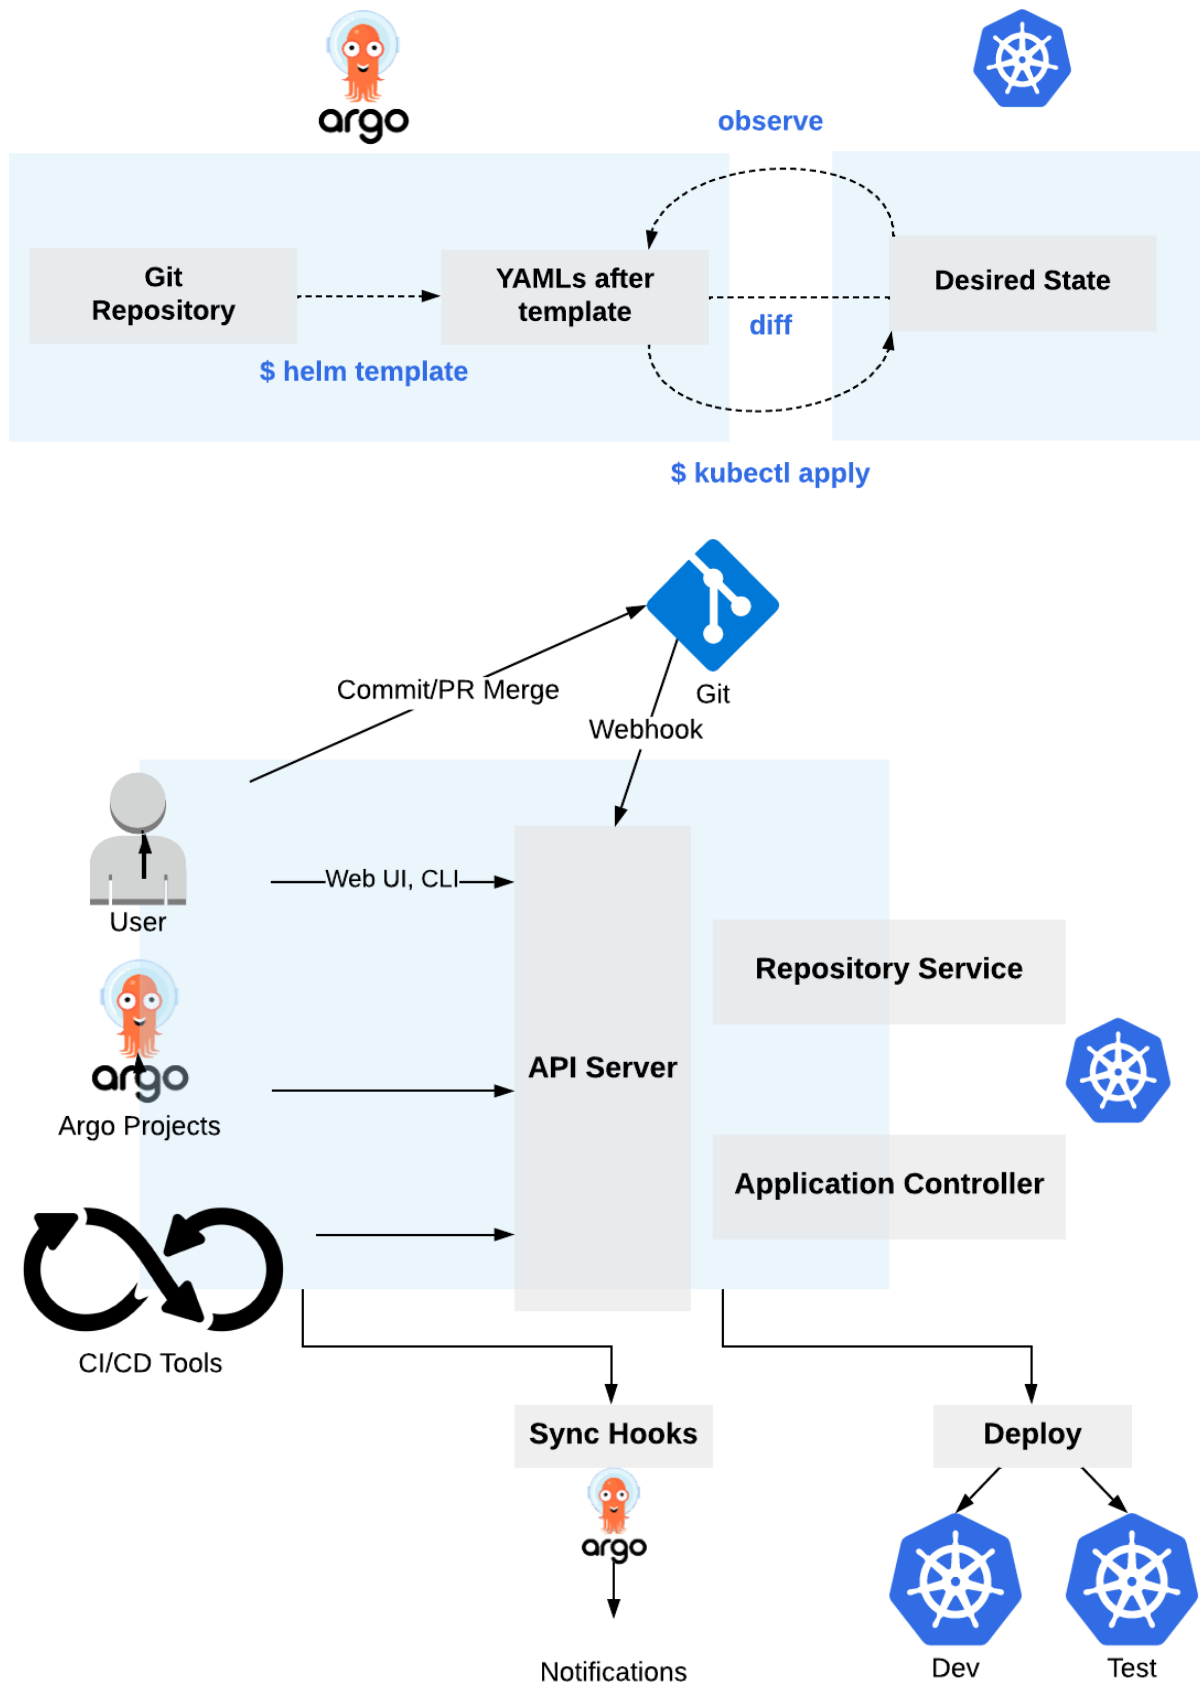 argo
observe
Git
Repository
YAMLs after
template
Desired State
diff
$ helm template
$ kubectl apply
Commit/PR Merge
Git
Webhook
Web UI, CLI
User
Repository Service
API Server
argo
Argo Projects
Application Controller
CI/CD Tools
Sync Hooks
Deploy
argo
Notifications
Dev
Test